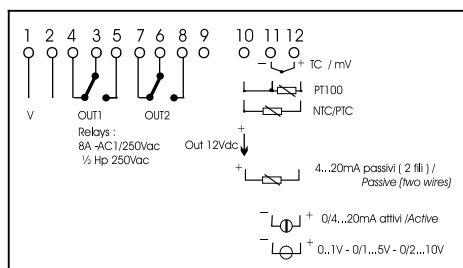 1 2 4 3 5 7 6 8 9 10 11 12
− + TC / mV
PT100
V OUT1 OUT2 NTC/PTC
Relays :
8A -AC1/250Vac
½ Hp 250Vac
+
Out 12Vdc
+ 4...20mA passivi ( 2 fili ) /
Passive (two wires)
− + 0/4...20mA attivi /Active
− + 0..1V - 0/1...5V - 0/2...10V